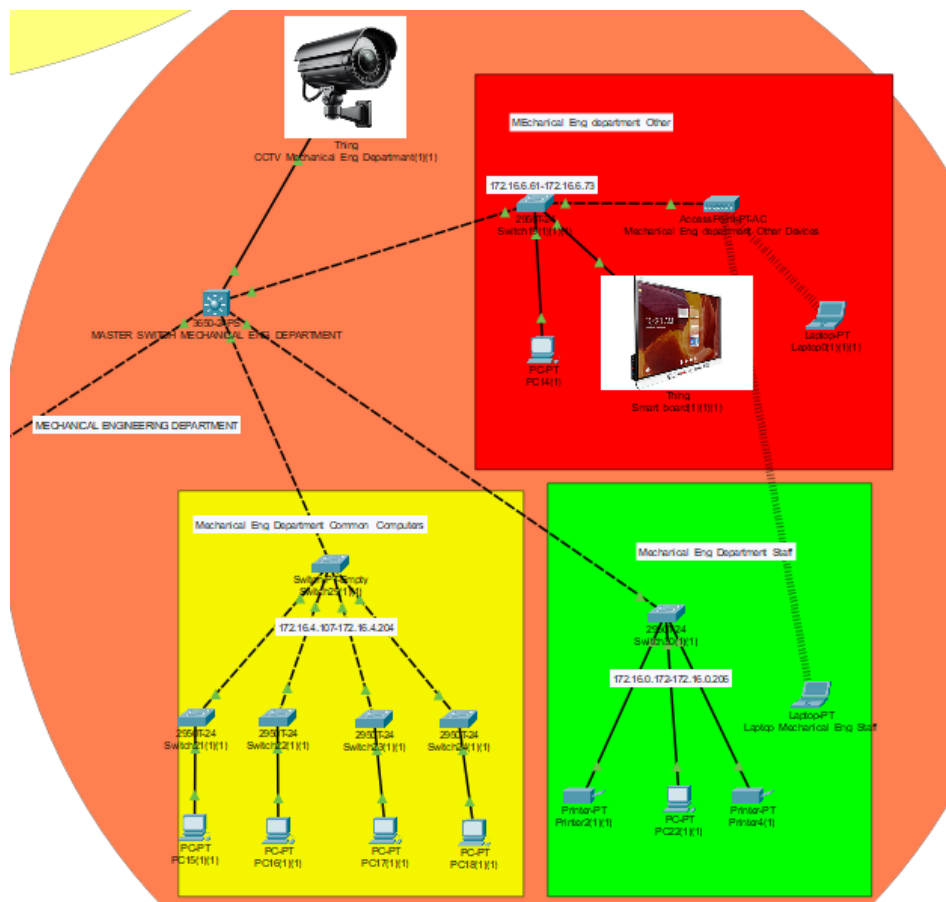 Thing
CCTV Mechanical Eng Department(1)(1)
MEchanical Eng department Other
172.16.6.61-172.16.6.73
2950T-24
Access Point-PT-AC
Mechanical Eng department Other Devices
PC-PT
PC14(1)
Thing
Smart board(1)(1)(1)
Laptop-PT
Laptop0(1)(1)(1)
3650-24PS
MASTER SWITCH MECHANICAL ENG DEPARTMENT
MECHANICAL ENGINEERING DEPARTMENT
Mechanical Eng Department Common Computers
Switch-PT-Empty
172.16.4.107-172.16.4.204
2950T-24
Switch21(1)(1)
2950T-24
Switch22(1)(1)
2950T-24
Switch23(1)(1)
2950T-24
Switch24(1)(1)
PC-PT
PC15(1)(1)
PC-PT
PC16(1)(1)
PC-PT
PC17(1)(1)
PC-PT
PC18(1)(1)
Mechanical Eng Department Staff
2950T-24
Switch30(1)(1)
172.16.0.172-172.16.0.206
Laptop-PT
Laptop Mechanical Eng Staff
Printer-PT
Printer2(1)(1)
PC-PT
PC22(1)(1)
Printer-PT
Printer4(1)